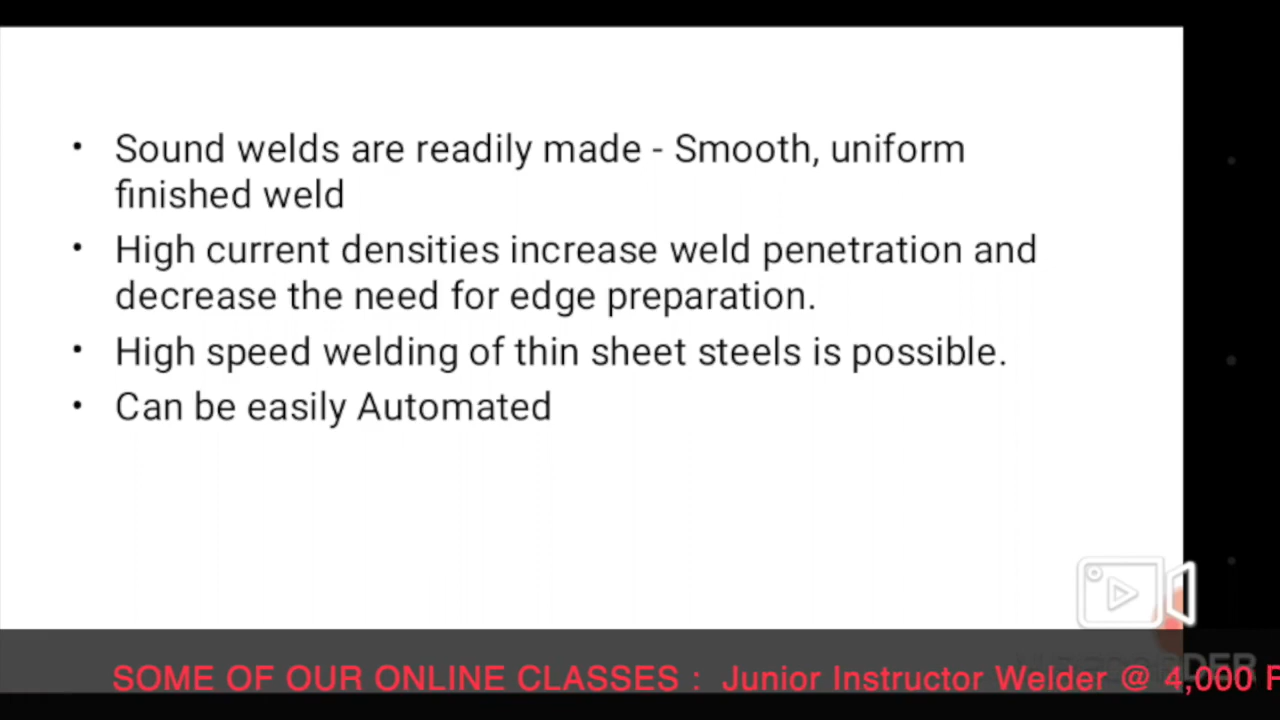 • Sound welds are readily made - Smooth, uniform
finished weld
• High current densities increase weld penetration and
decrease the need for edge preparation.
• High speed welding of thin sheet steels is possible.
• Can be easily Automated
SOME OF OUR ONLINE CLASSES : Junior Instructor Welder @ 4,000